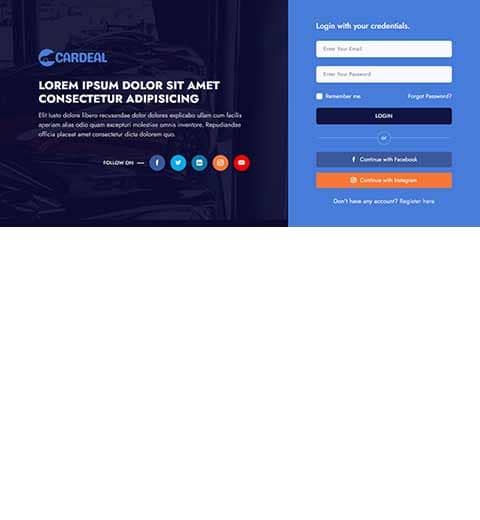 CARDEAL
LOREM IPSUM DOLOR SIT AMET
CONSECTETUR ADIPISICING
Elit Iusto dolore libero recusandae dolor dolores explicabo ullam cum facilis
aperiam alias odio quam excepturi molestiae omnis inventore. Repudiandae
officia placeat amet consectetur dicta dolorem quo.
FOLLOW ON
Login with your credentials.
Enter Your Email
Enter Your Password
Remember me
Forgot Password?
LOGIN
or
Continue with Facebook
Continue with Instagram
Don't have any account? Register here